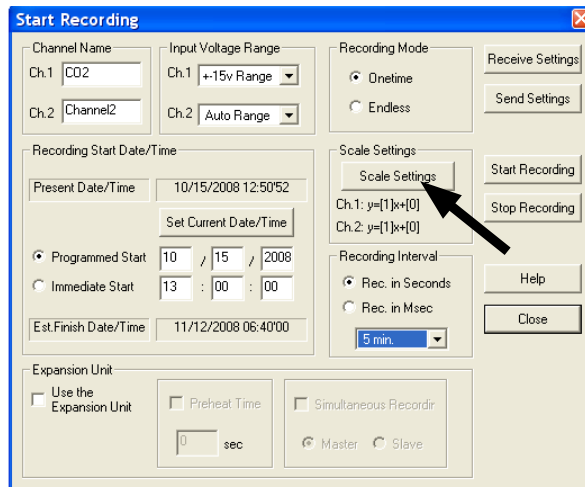 Start Recording
Channel Name
Ch.1 CO2
Ch.2 Channel2
Input Voltage Range
Ch.1 +-15v Range
Ch.2 Auto Range
Recording Mode
Onetime
Endless
Receive Settings
Send Settings
Recording Start Date/Time
Present Date/Time 10/15/2008 12:50'52
Set Current Date/Time
Programmed Start 10 / 15 / 2008
Immediate Start 13 : 00 : 00
Est.Finish Date/Time 11/12/2008 06:40'00
Scale Settings
Scale Settings
Ch.1: y=[1]x+[0]
Ch.2: y=[1]x+[0]
Recording Interval
Rec. in Seconds
Rec. in Msec
5 min.
Start Recording
Stop Recording
Help
Close
Expansion Unit
Use the
Expansion Unit
Preheat Time
0 sec
Simultaneous Recordir
Master Slave